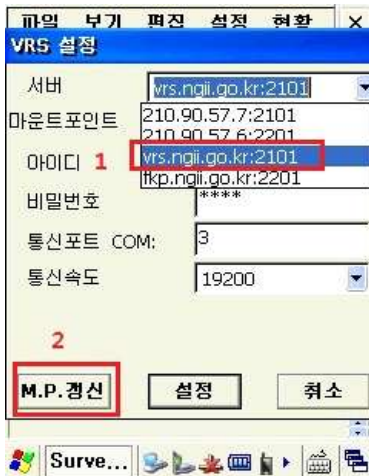 파일 보기 편집 설정 현황 ×
VRS 설정
서버 vrs.ngii.go.kr:2101
마운트포인트 210.90.57.7:2101
210.90.57.6:2201
아이디 1 vrs.ngii.go.kr:2101
fkp.ngii.go.kr:2201
비밀번호 ****
통신포트 COM: 3
통신속도 19200
2
M.P.갱신 설정 취소
Surve...